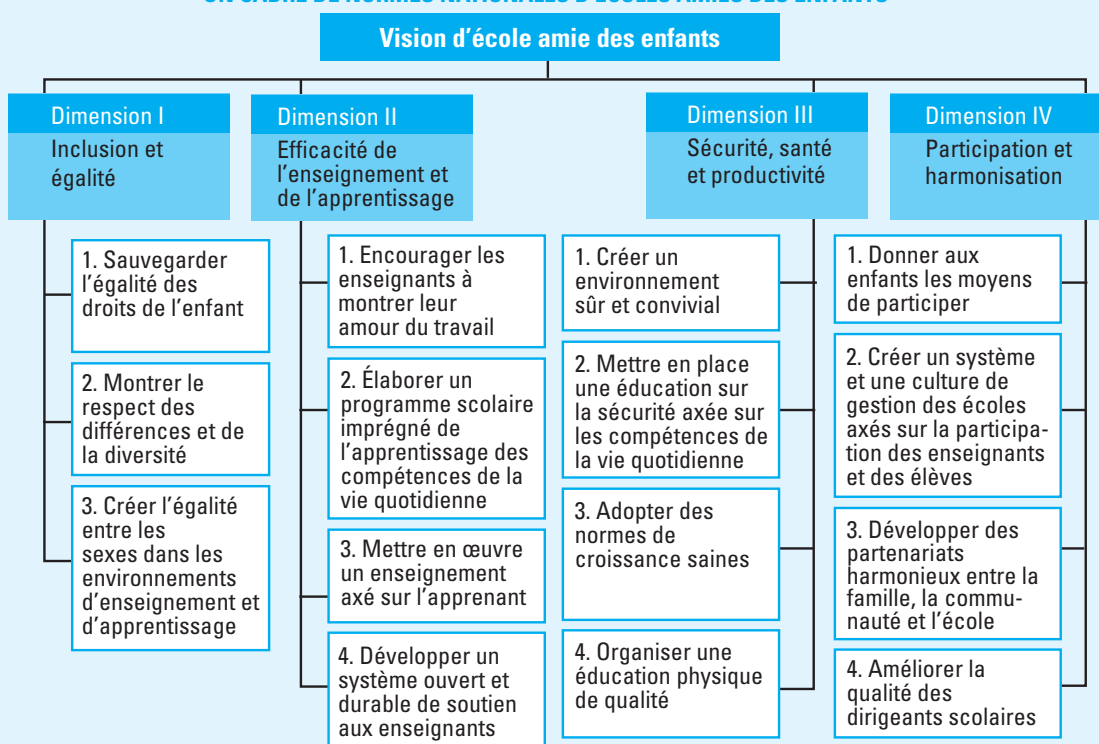 UN CADRE DE NORMES NATIONALES D'ÉCOLES AMIES DES ENFANTS
Vision d'école amie des enfants
Dimension I
Inclusion et
égalité
1. Sauvegarder
l'égalité des
droits de l'enfant
2. Montrer le
respect des
différences et de
la diversité
3. Créer l'égalité
entre les
sexes dans les
environnements
d'enseignement et
d'apprentissage
Dimension II
Efficacité de
l'enseignement et
de l'apprentissage
1. Encourager les
enseignants à
montrer leur
amour du travail
2. Élaborer un
programme scolaire
imprégné de
l'apprentissage des
compétences de la
vie quotidienne
3. Mettre en œuvre
un enseignement
axé sur l'apprenant
4. Développer un
système ouvert et
durable de soutien
aux enseignants
Dimension III
Sécurité, santé
et productivité
1. Créer un
environnement
sûr et convivial
2. Mettre en place
une éducation sur
la sécurité axée sur
les compétences de
la vie quotidienne
3. Adopter des
normes de
croissance saines
4. Organiser une
éducation physique
de qualité
Dimension IV
Participation et
harmonisation
1. Donner aux
enfants les moyens
de participer
2. Créer un système
et une culture de
gestion des écoles
axés sur la participa-
tion des enseignants
et des élèves
3. Développer des
partenariats
harmonieux entre la
famille, la commu-
nauté et l'école
4. Améliorer la
qualité des
dirigeants scolaires